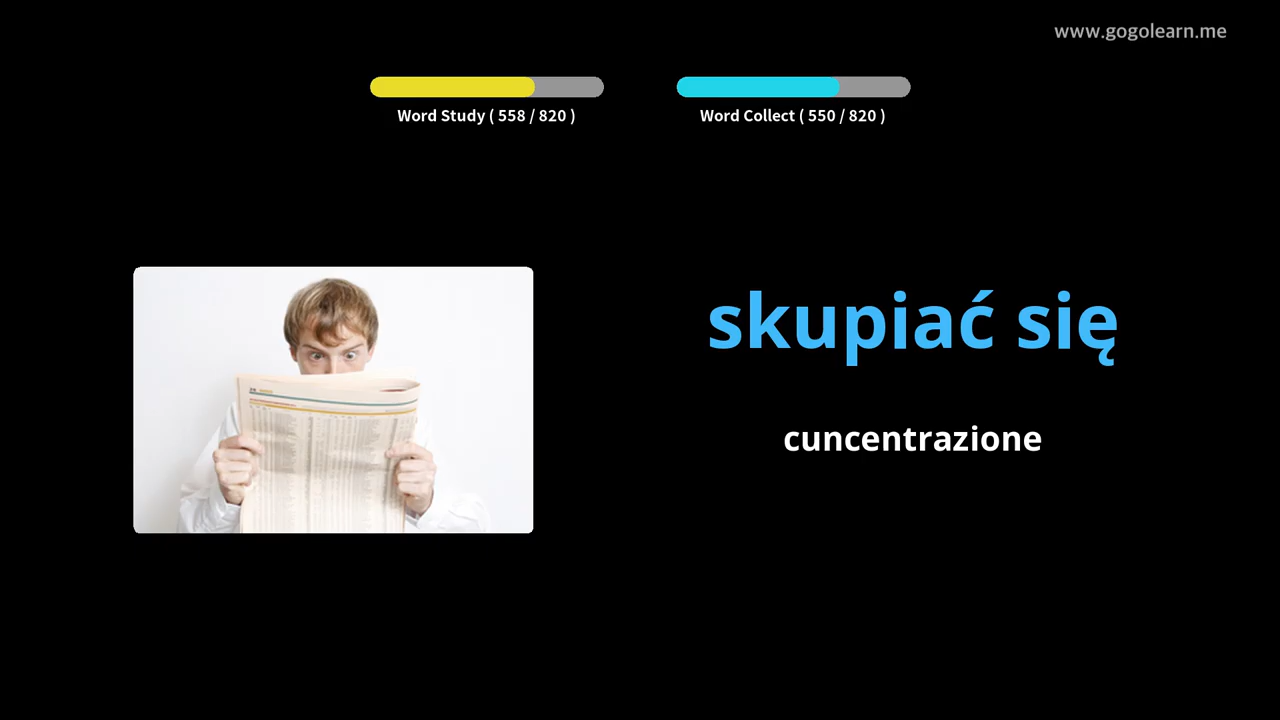 www.gogolearn.me
Word Study ( 558 / 820 )
Word Collect ( 550 / 820 )
skupiać się
cuncentrazione